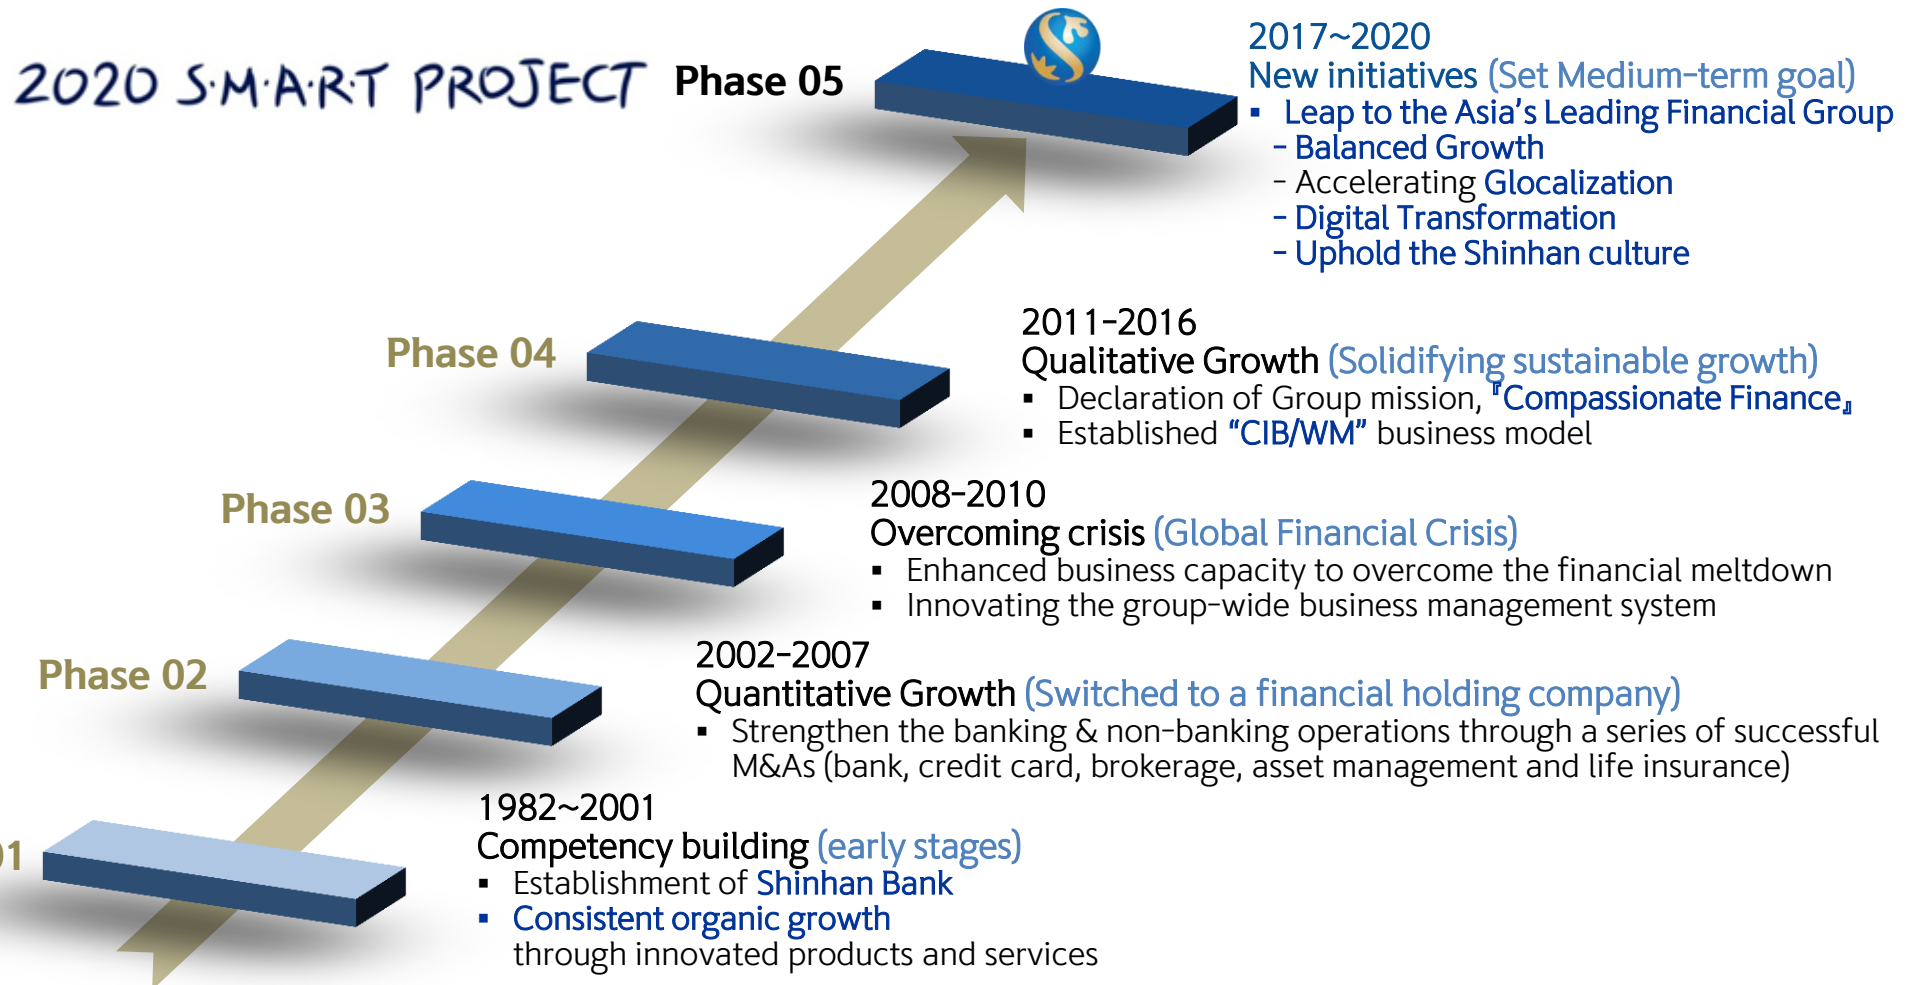 2020 S·M·A·R·T PROJECT
Phase 05
2017~2020
New initiatives (Set Medium-term goal)
▪ Leap to the Asia’s Leading Financial Group
- Balanced Growth
- Accelerating Glocalization
- Digital Transformation
- Uphold the Shinhan culture
Phase 04
2011-2016
Qualitative Growth (Solidifying sustainable growth)
▪ Declaration of Group mission, 『Compassionate Finance』
▪ Established “CIB/WM” business model
Phase 03
2008-2010
Overcoming crisis (Global Financial Crisis)
▪ Enhanced business capacity to overcome the financial meltdown
▪ Innovating the group-wide business management system
Phase 02
2002-2007
Quantitative Growth (Switched to a financial holding company)
▪ Strengthen the banking & non-banking operations through a series of successful
M&As (bank, credit card, brokerage, asset management and life insurance)
01
1982~2001
Competency building (early stages)
▪ Establishment of Shinhan Bank
▪ Consistent organic growth
through innovated products and services